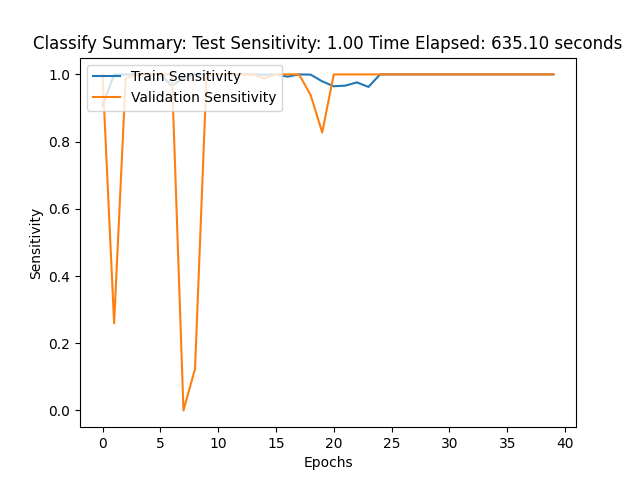 Classify Summary: Test Sensitivity: 1.00 Time Elapsed: 635.10 seconds
Train Sensitivity
Validation Sensitivity
1.0
0.8
0.6
0.4
0.2
0.0
Sensitivity
0 5 10 15 20 25 30 35 40
Epochs